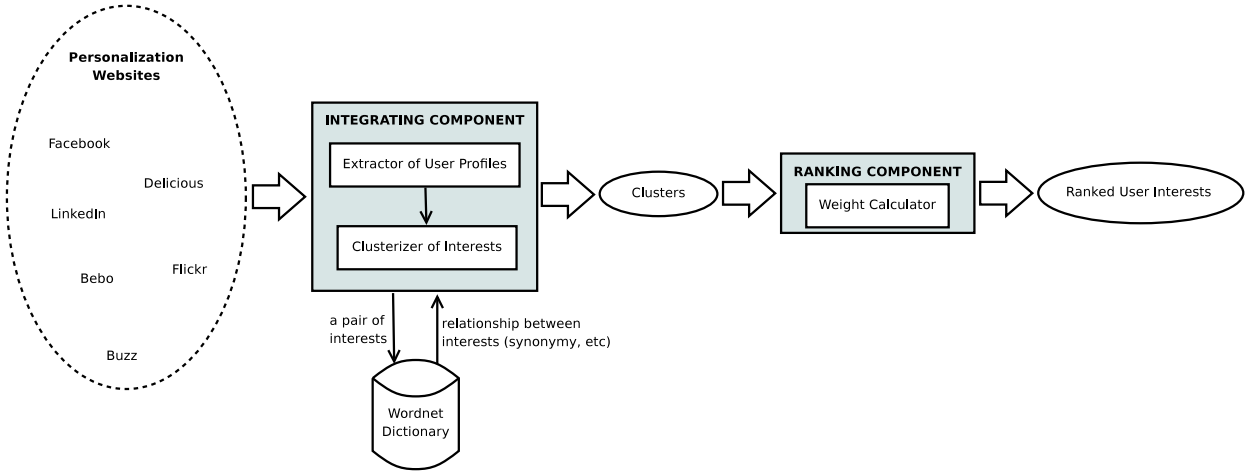 Personalization
Websites
Facebook
Delicious
LinkedIn
Flickr
Bebo
Buzz
INTEGRATING COMPONENT
Extractor of User Profiles
Clusterizer of Interests
a pair of
interests
relationship between
interests (synonymy, etc)
Wordnet
Dictionary
Clusters
RANKING COMPONENT
Weight Calculator
Ranked User Interests